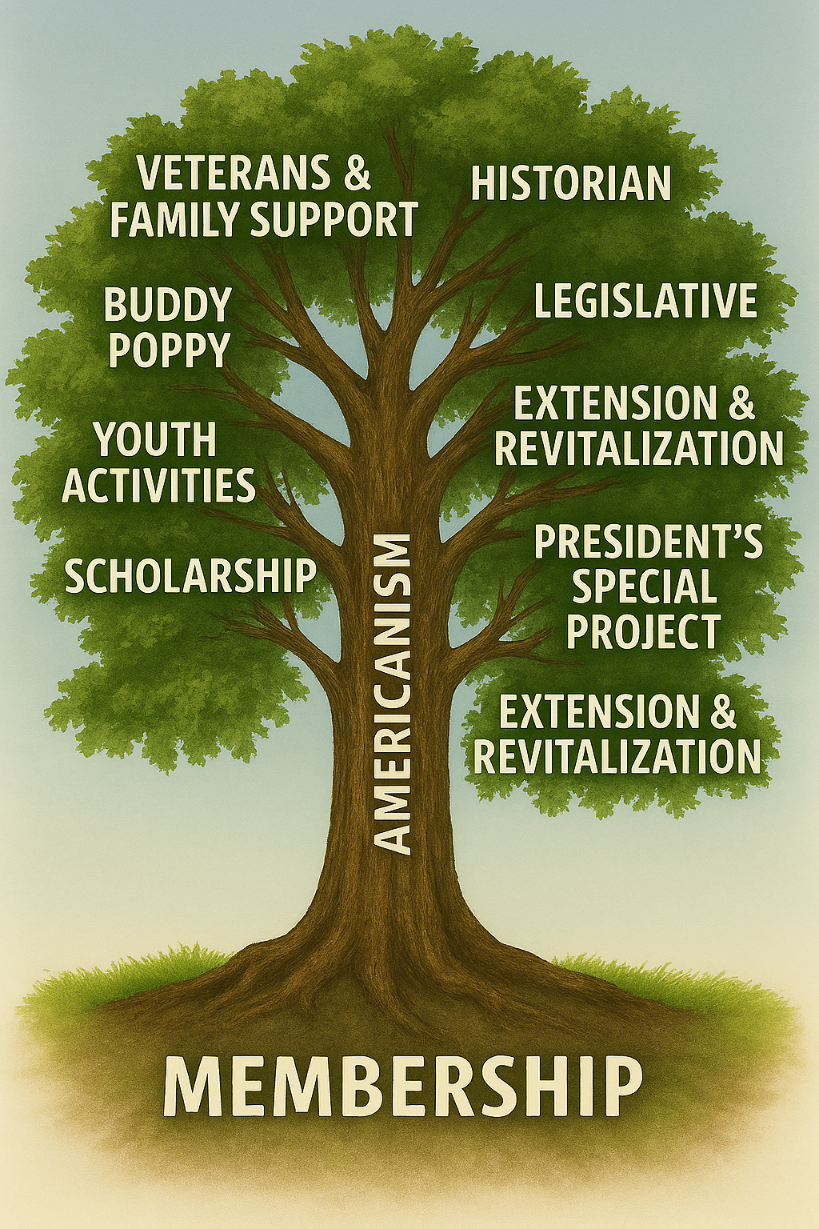 VETERANS &
FAMILY SUPPORT
HISTORIAN
BUDDY
POPPY
LEGISLATIVE
YOUTH
ACTIVITIES
EXTENSION &
REVITALIZATION
SCHOLARSHIP
PRESIDENT'S
SPECIAL
PROJECT
EXTENSION &
REVITALIZATION
AMERICANISM
MEMBERSHIP